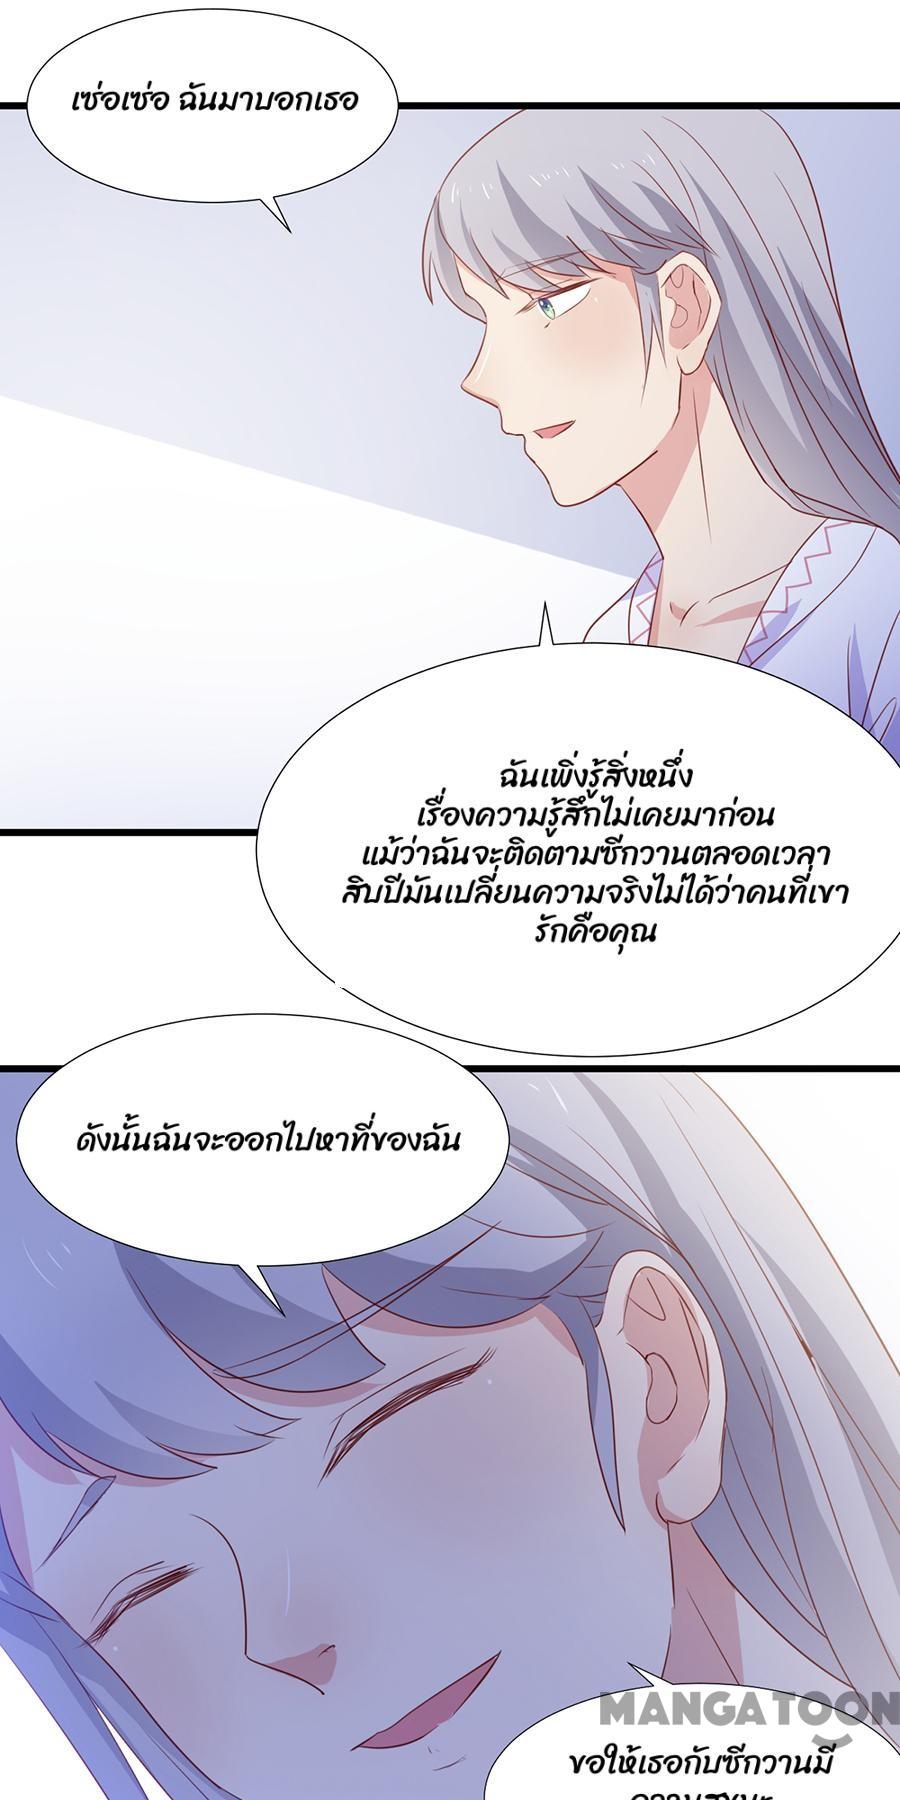 เซ่อเซ่อ ฉันมาบอกเธอ
ฉันเพิ่งรู้สิ่งหนึ่ง
เรื่องความรู้สึกไม่เคยมาก่อน
แม้ว่าฉันจะติดตามซีกวานตลอดเวลา
สิบปีมันเปลี่ยนความจริงไม่ได้ว่าคนที่เขา
รักคือคุณ
ดังนั้นฉันจะออกไปหาที่ของฉัน
MANGATOON
ขอให้เธอกับซีกวานมี